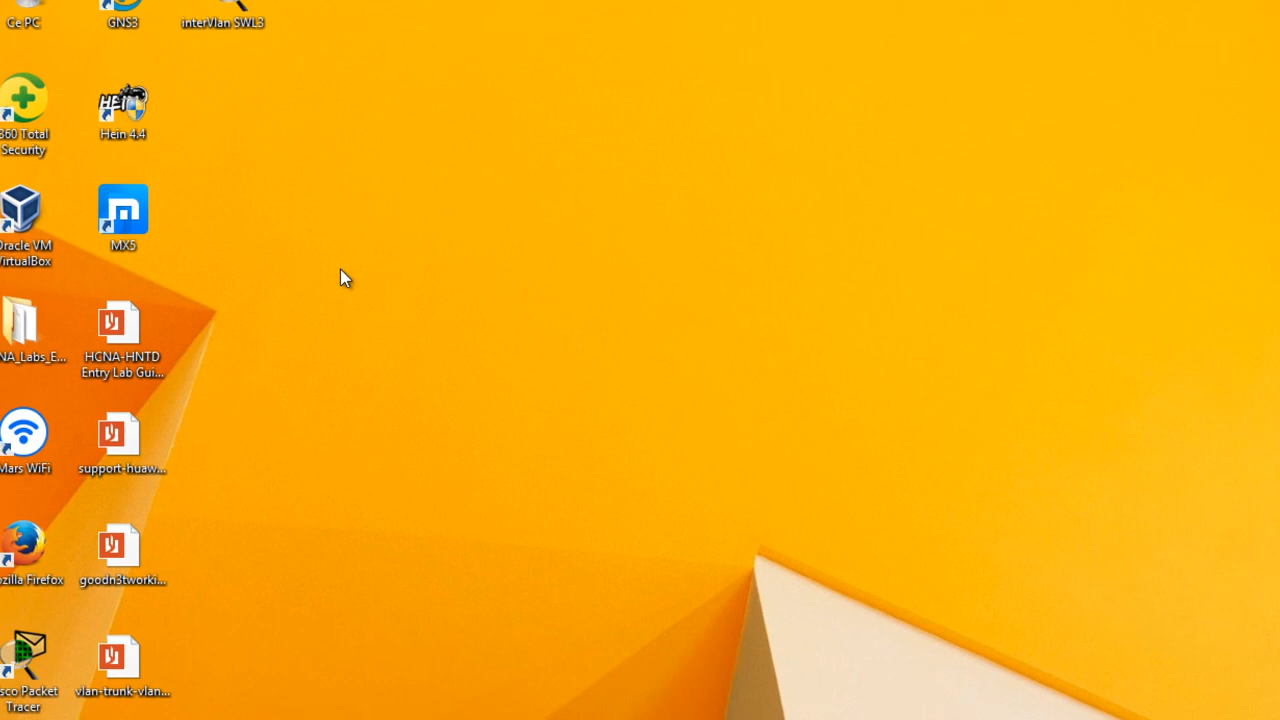 Ce PC
GNS3
interVlan SWL3
360 Total
Security
Hein 4.4
Oracle VM
VirtualBox
MX5
NA_Labs_E...
HCNA-HNTD
Entry Lab Gui...
Mars WiFi
support-huaw...
ozilla Firefox
goodn3tworki...
sco Packet
Tracer
vlan-trunk-vlan...